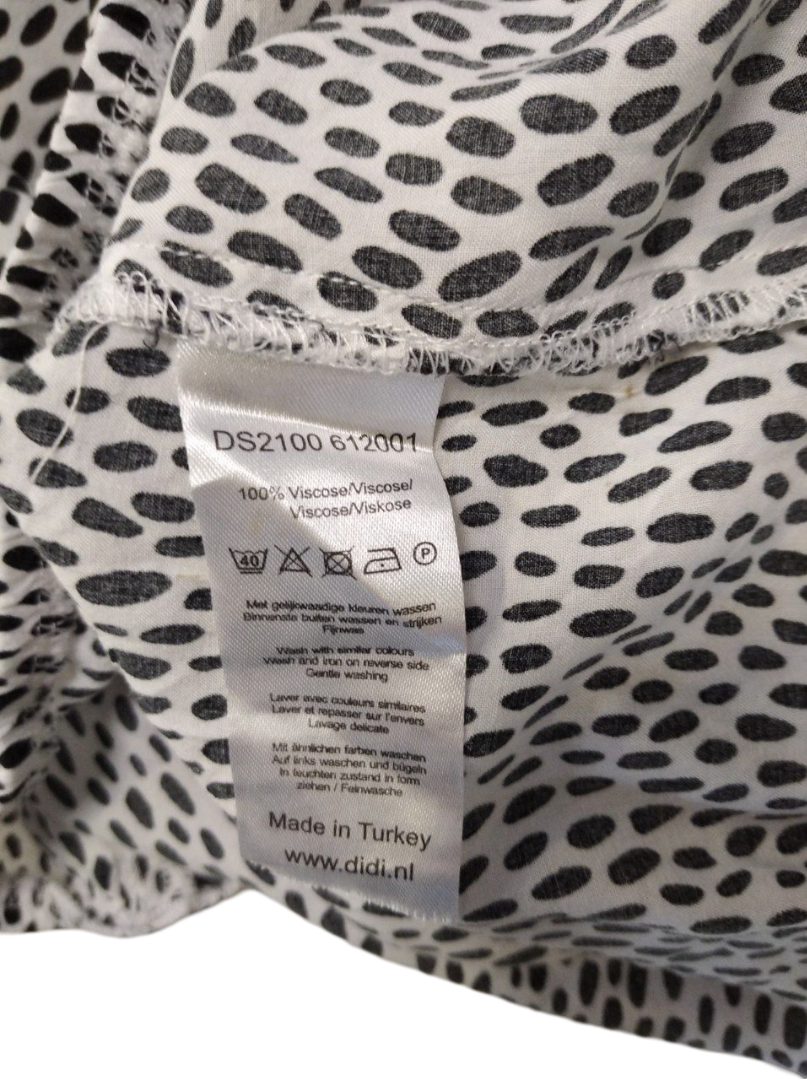 DS2100 612001
100% Viscose/Viscose/
Viscose/Viskose
40 P
Met gelijkwaadige kleuren wassen
Binnenste buiten wassen en strijken
Fijnwas
Wash with similar colours
Wash and iron on reverse side
Gentle washing
Laver avec couleurs similaires
Laver et repasser sur l'envers
Lavage delicate
Mit ähnlichen farben waschen
Auf links waschen und bügeln
In feuchten zustand in form
ziehen / Feinwasche
Made in Turkey
www.didi.nl